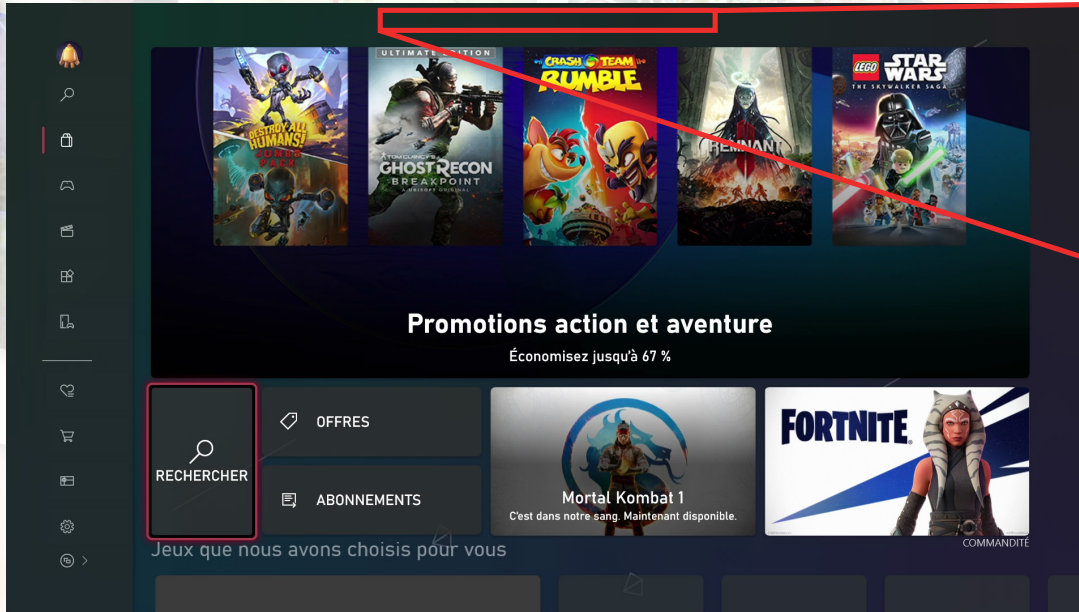 DESTROY ALL
HUMANS!
JUMBO
PACK
ULTIMATE EDITION
TOM CLANCY'S
GHOST RECON
BREAKPOINT
A UBISOFT ORIGINAL
CRASH TEAM
RUMBLE
REMNANT
II
LEGO STAR
WARS
THE SKYWALKER SAGA
Promotions action et aventure
Économisez jusqu'à 67 %
RECHERCHER
OFFRES
ABONNEMENTS
Mortal Kombat 1
C'est dans notre sang. Maintenant disponible.
FORTNITE
COMMANDITÉ
Jeux que nous avons choisis pour vous